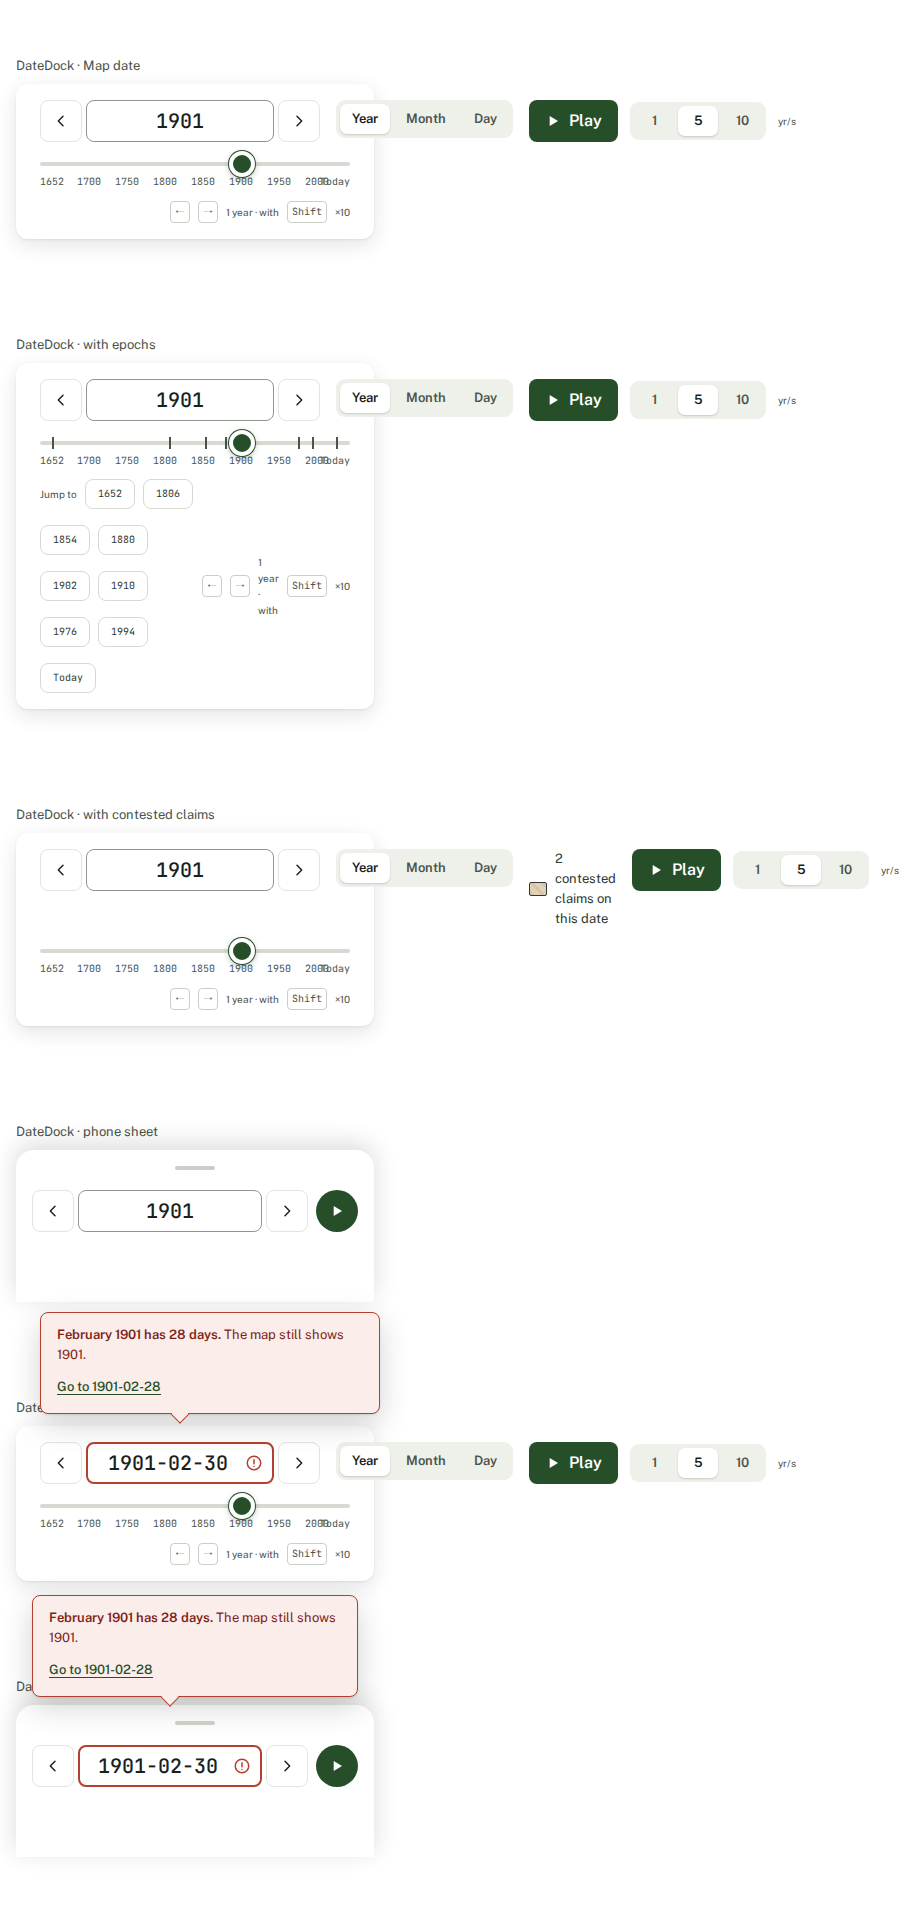 DateDock · Map date
1901 Year Month Day Play 1 5 10 yr/s
1652 1700 1750 1800 1850 1900 1950 2000 Today
← → 1 year · with Shift ×10
DateDock · with epochs
1901 Year Month Day Play 1 5 10 yr/s
1652 1700 1750 1800 1850 1900 1950 2000 Today
Jump to 1652 1806
1854 1880
1902 1910
1976 1994
Today
← → 1
year
·
with
Shift ×10
DateDock · with contested claims
1901 Year Month Day
2
contested
claims on
this date
Play 1 5 10 yr/s
1652 1700 1750 1800 1850 1900 1950 2000 Today
← → 1 year · with Shift ×10
DateDock · phone sheet
1901
February 1901 has 28 days. The map still shows
1901.
Go to 1901-02-28
Date
1901-02-30 Year Month Day Play 1 5 10 yr/s
1652 1700 1750 1800 1850 1900 1950 2000 Today
← → 1 year · with Shift ×10
February 1901 has 28 days. The map still shows
1901.
Go to 1901-02-28
Da
1901-02-30